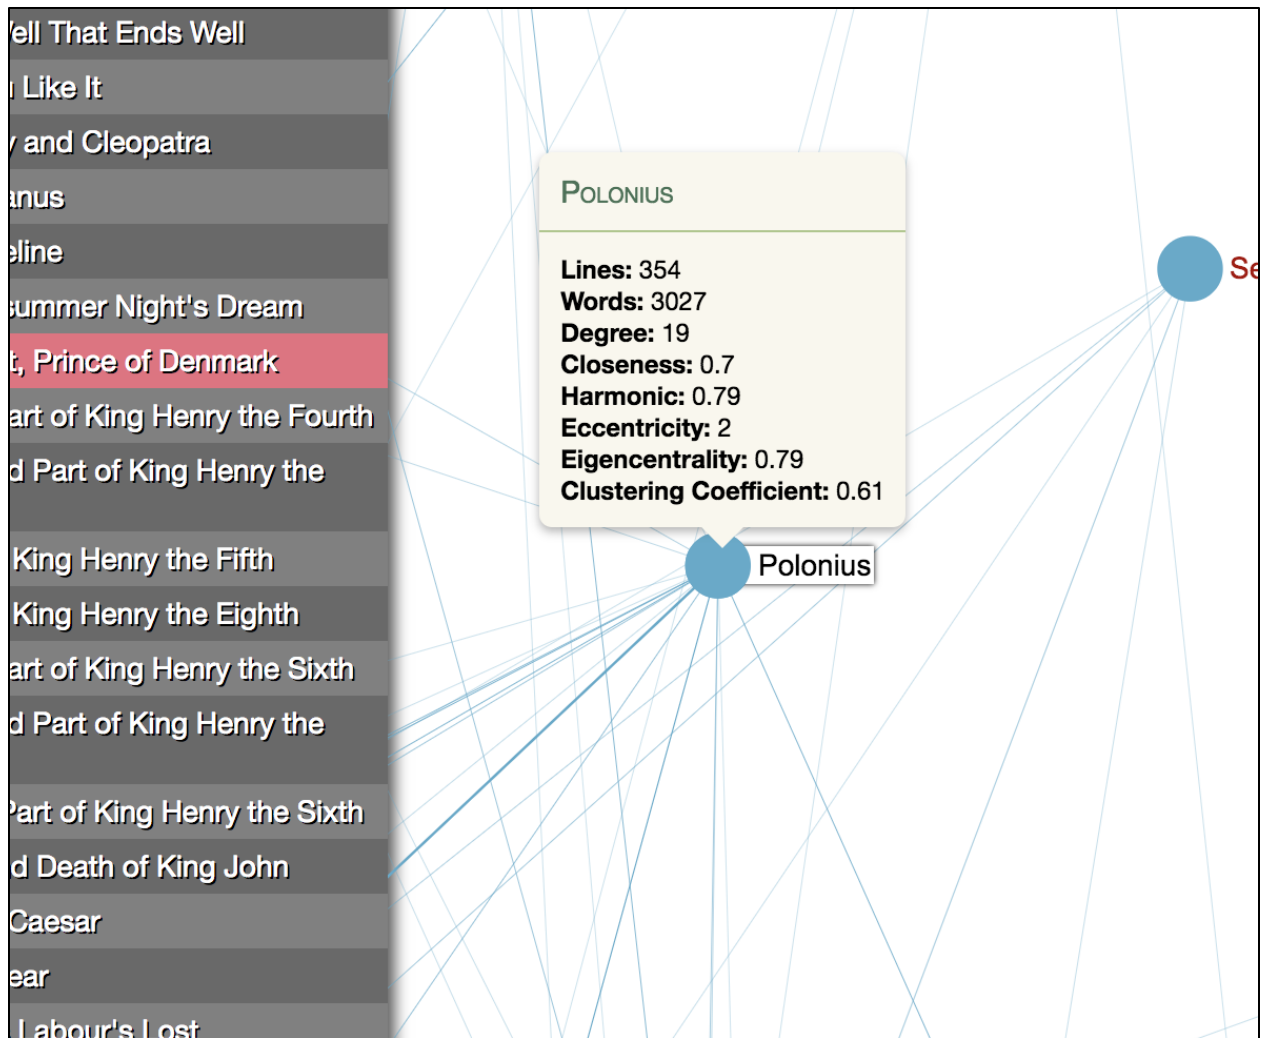 ell That Ends Well
Like It
and Cleopatra
anus
eline
summer Night's Dream
t, Prince of Denmark
art of King Henry the Fourth
d Part of King Henry the
King Henry the Fifth
King Henry the Eighth
art of King Henry the Sixth
d Part of King Henry the
Part of King Henry the Sixth
d Death of King John
Caesar
ear
Labour's Lost
POLONIUS
Lines: 354
Words: 3027
Degree: 19
Closeness: 0.7
Harmonic: 0.79
Eccentricity: 2
Eigencentrality: 0.79
Clustering Coefficient: 0.61
Polonius
Se